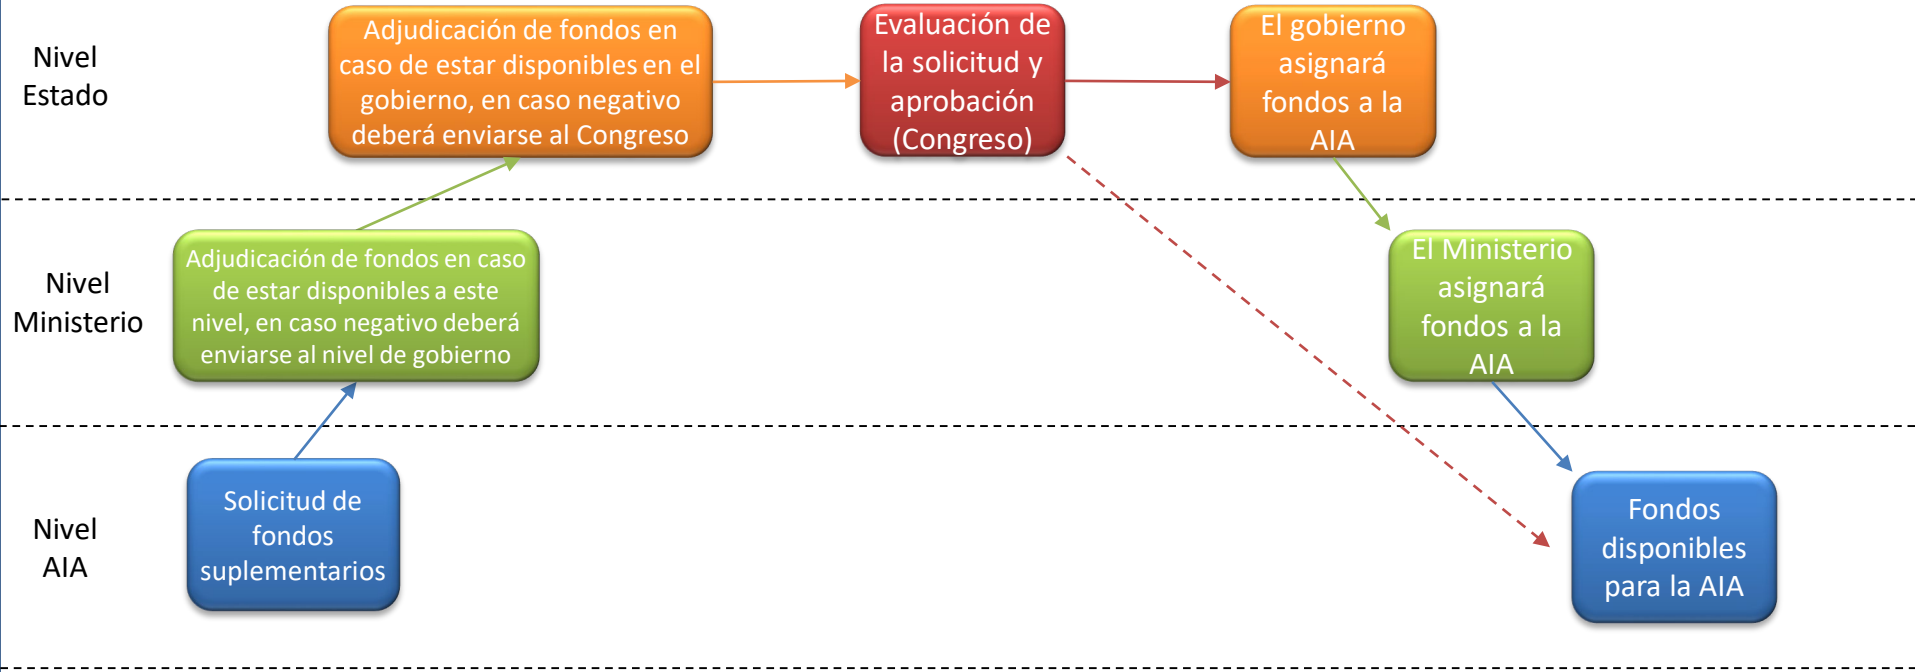 Nivel
Estado
Adjudicación de fondos en
caso de estar disponibles en el
gobierno, en caso negativo
deberá enviarse al Congreso
Evaluación de
la solicitud y
aprobación
(Congreso)
El gobierno
asignará
fondos a la
AIA
Nivel
Ministerio
Adjudicación de fondos en caso
de estar disponibles a este
nivel, en caso negativo deberá
enviarse al nivel de gobierno
El Ministerio
asignará
fondos a la
AIA
Nivel
AIA
Solicitud de
fondos
suplementarios
Fondos
disponibles
para la AIA